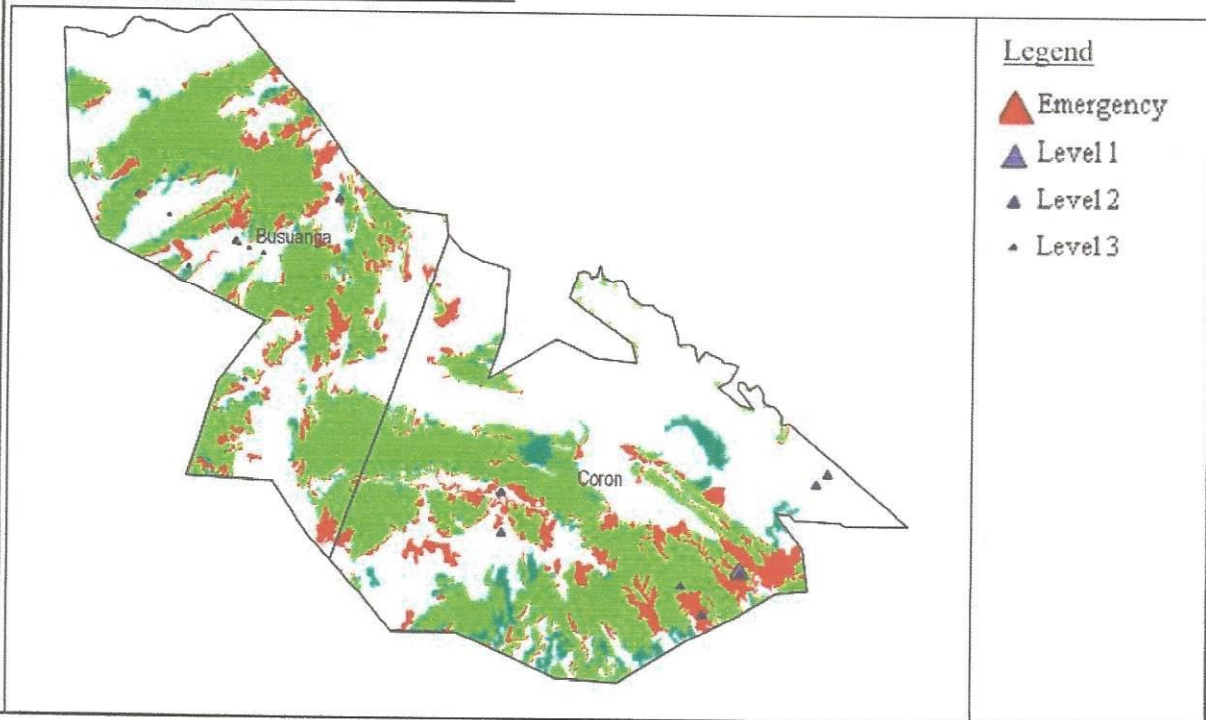 Legend
Emergency
Level 1
Level 2
Level 3
Busuanga
Coron